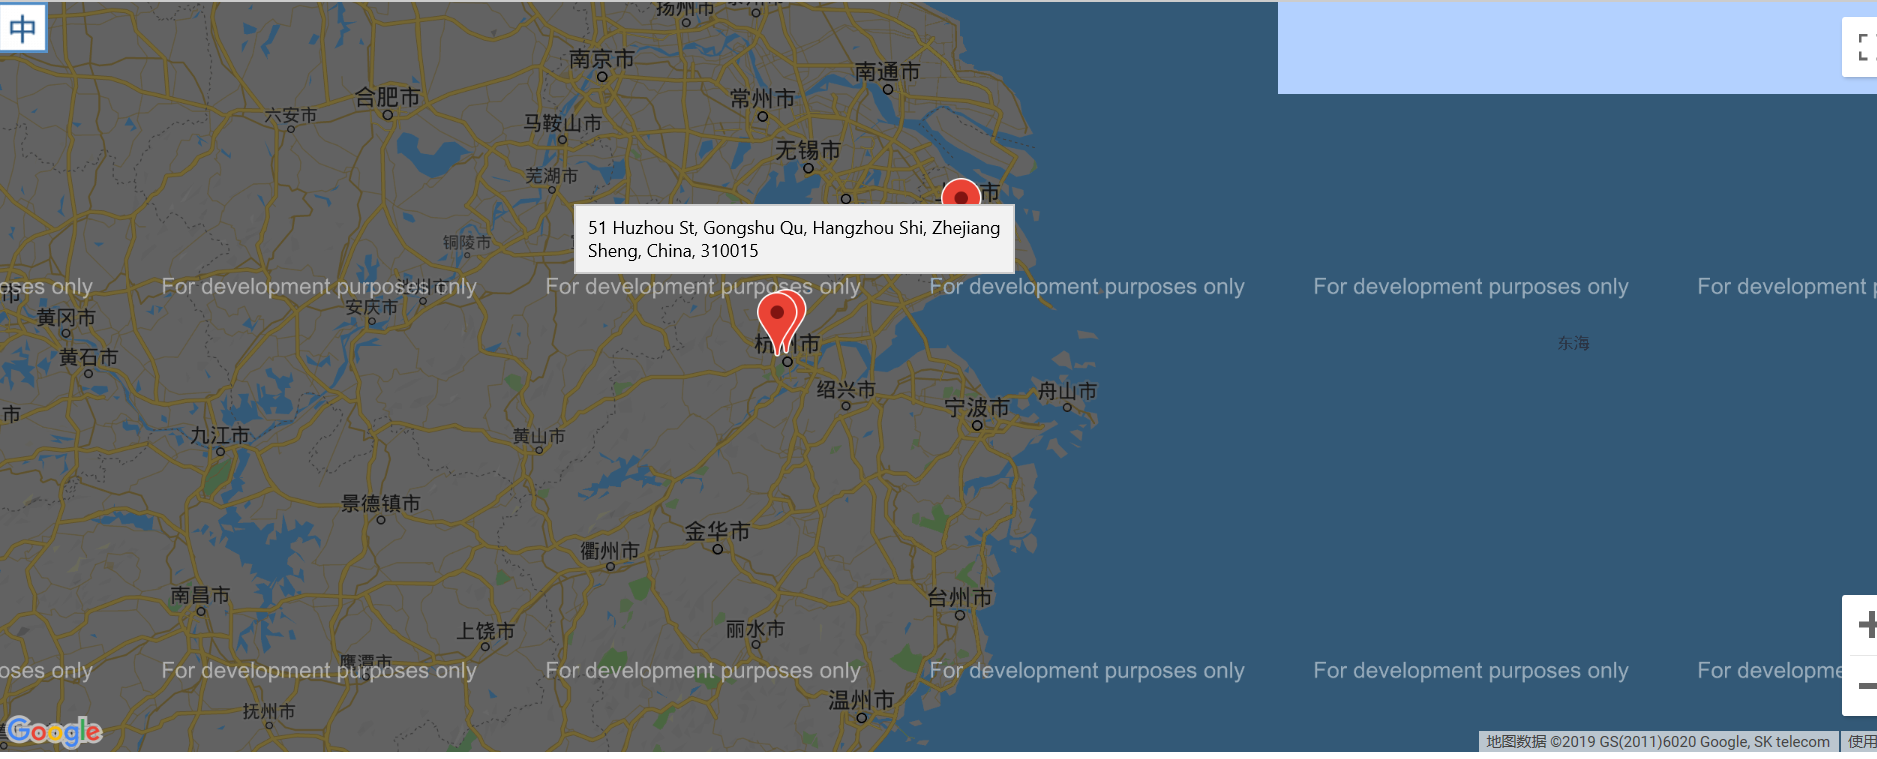 中
扬州市
南京市
南通市
合肥市
常州市
六安市
马鞍山市
无锡市
芜湖市
市
51 Huzhou St, Gongshu Qu, Hangzhou Shi, Zhejiang
Sheng, China, 310015
铜陵市
oses only
For development purposes only
For development purposes only
For development purposes only
For development purposes only
For development p
市
池州市
安庆市
黄冈市
杭州市
东海
黄石市
绍兴市
舟山市
宁波市
市
九江市
黄山市
景德镇市
金华市
衢州市
南昌市
台州市
上饶市
丽水市
鹰潭市
oses only
For development purposes only
For development purposes only
For development purposes only
For development purposes only
For developme
温州市
抚州市
Google
地图数据 ©2019 GS(2011)6020 Google, SK telecom
使用